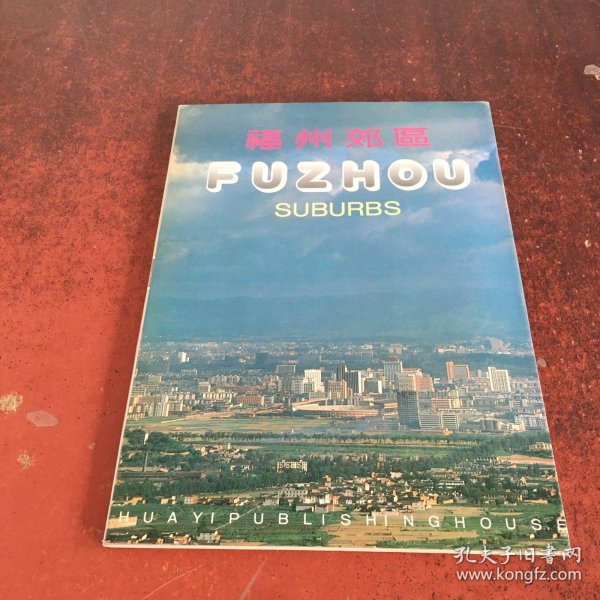 福州郊區
FUZHOU
SUBURBS
HUAYIPUBLISHINGHOUSE
孔夫子旧书网
www.kongfz.com